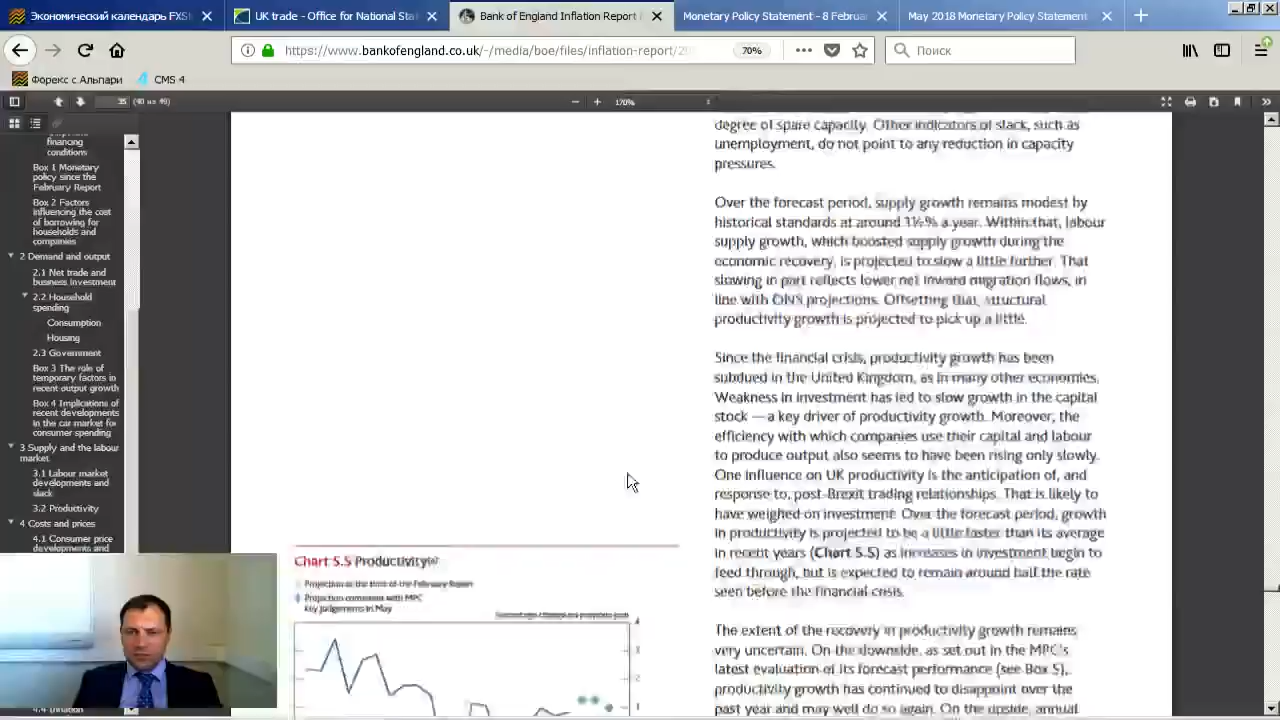 Экономический календарь FXSt
UK trade - Office for National Sta
Bank of England Inflation Report
Monetary Policy Statement - 8 Februar
May 2018 Monetary Policy Statement
https://www.bankofengland.co.uk/-/media/boe/files/inflation-report/20
70%
Поиск
Форекс с Альпари
CMS 4
35
(40 из 49)
170%
financing
conditions
Box 1 Monetary
policy since the
February Report
Box 2 Factors
influencing the cost
of borrowing for
households and
companies
2 Demand and output
2.1 Net trade and
business investment
2.2 Household
spending
Consumption
Housing
2.3 Government
Box 3 The role of
temporary factors in
recent output growth
Box 4 Implications of
recent developments
in the car market for
consumer spending
3 Supply and the labour
market
3.1 Labour market
developments and
slack
3.2 Productivity
4 Costs and prices
4.1 Consumer price
developments and
degree of spare capacity. Other indicators of slack, such as
unemployment, do not point to any reduction in capacity
pressures.
Over the forecast period, supply growth remains modest by
historical standards at around 1½% a year. Within that, labour
supply growth, which boosted supply growth during the
economic recovery, is projected to slow a little further. That
slowing in part reflects lower net inward migration flows, in
line with ONS projections. Offsetting that, structural
productivity growth is projected to pick up a little.
Since the financial crisis, productivity growth has been
subdued in the United Kingdom, as in many other economies.
Weakness in investment has led to slow growth in the capital
stock — a key driver of productivity growth. Moreover, the
efficiency with which companies use their capital and labour
to produce output also seems to have been rising only slowly.
One influence on UK productivity is the anticipation of, and
response to, post-Brexit trading relationships. That is likely to
have weighed on investment. Over the forecast period, growth
in productivity is projected to be a little faster than its average
in recent years (Chart 5.5) as increases in investment begin to
feed through, but is expected to remain around half the rate
seen before the financial crisis.
The extent of the recovery in productivity growth remains
very uncertain. On the downside, as set out in the MPC's
latest evaluation of its forecast performance (see Box 5),
productivity growth has continued to disappoint over the
past year and may well do so again. On the upside, annual
Chart 5.5 Productivity(a)
Projection at the time of the February Report
Projection consistent with MPC
key judgements in May
4
3
2
1